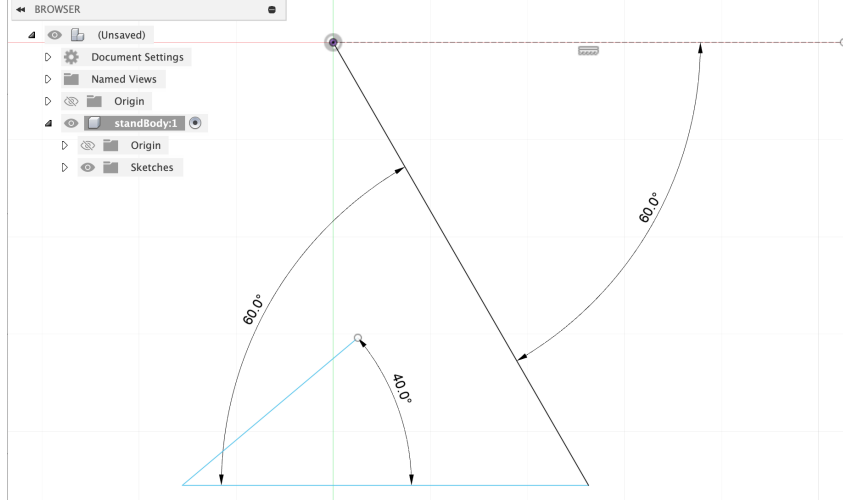 BROWSER
(Unsaved)
Document Settings
Named Views
Origin
standBody:1
Origin
Sketches
60.0°
60.0°
40.0°